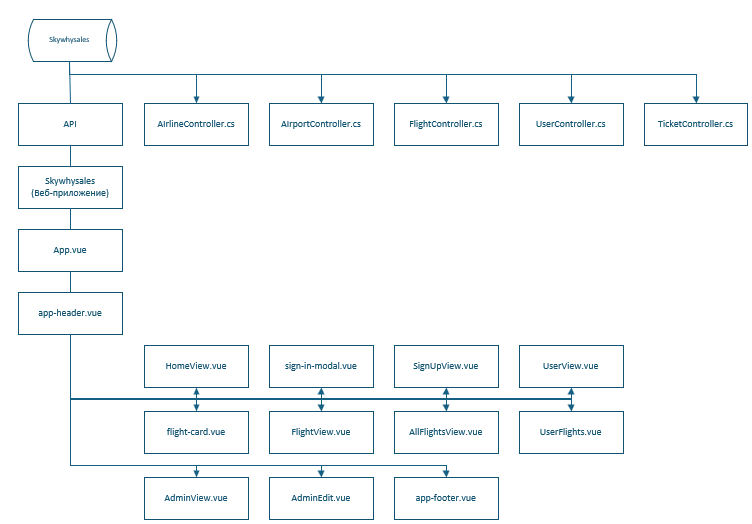 Skywhysales
API
AIrlineController.cs
AIrportController.cs
FlightController.cs
UserController.cs
TicketController.cs
Skywhysales
(Веб-приложение)
App.vue
app-header.vue
HomeView.vue
sign-in-modal.vue
SignUpView.vue
UserView.vue
flight-card.vue
FlightView.vue
AllFlightsView.vue
UserFlights.vue
AdminView.vue
AdminEdit.vue
app-footer.vue